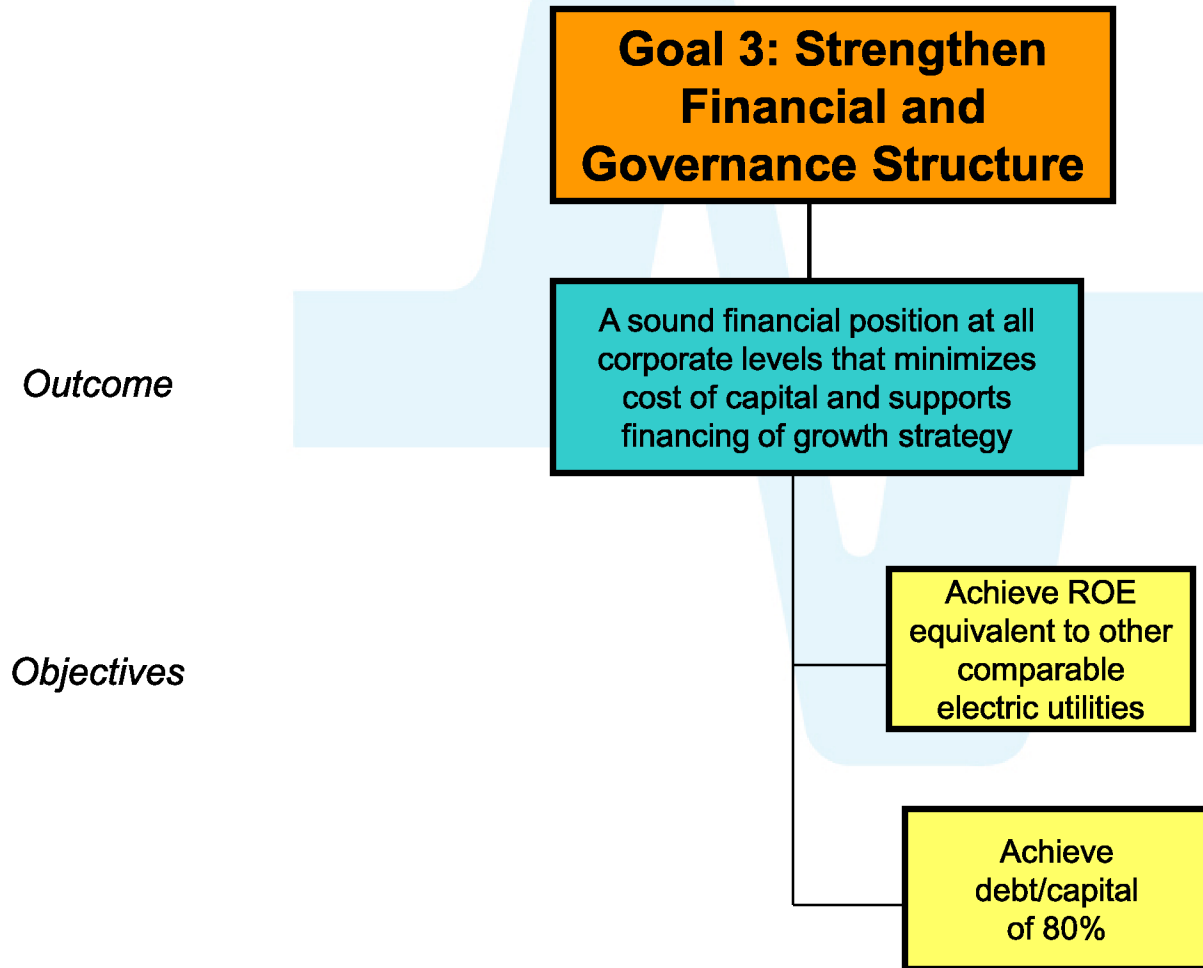 Goal 3: Strengthen
Financial and
Governance Structure
Outcome
A sound financial position at all
corporate levels that minimizes
cost of capital and supports
financing of growth strategy
Objectives
Achieve ROE
equivalent to other
comparable
electric utilities
Achieve
debt/capital
of 80%